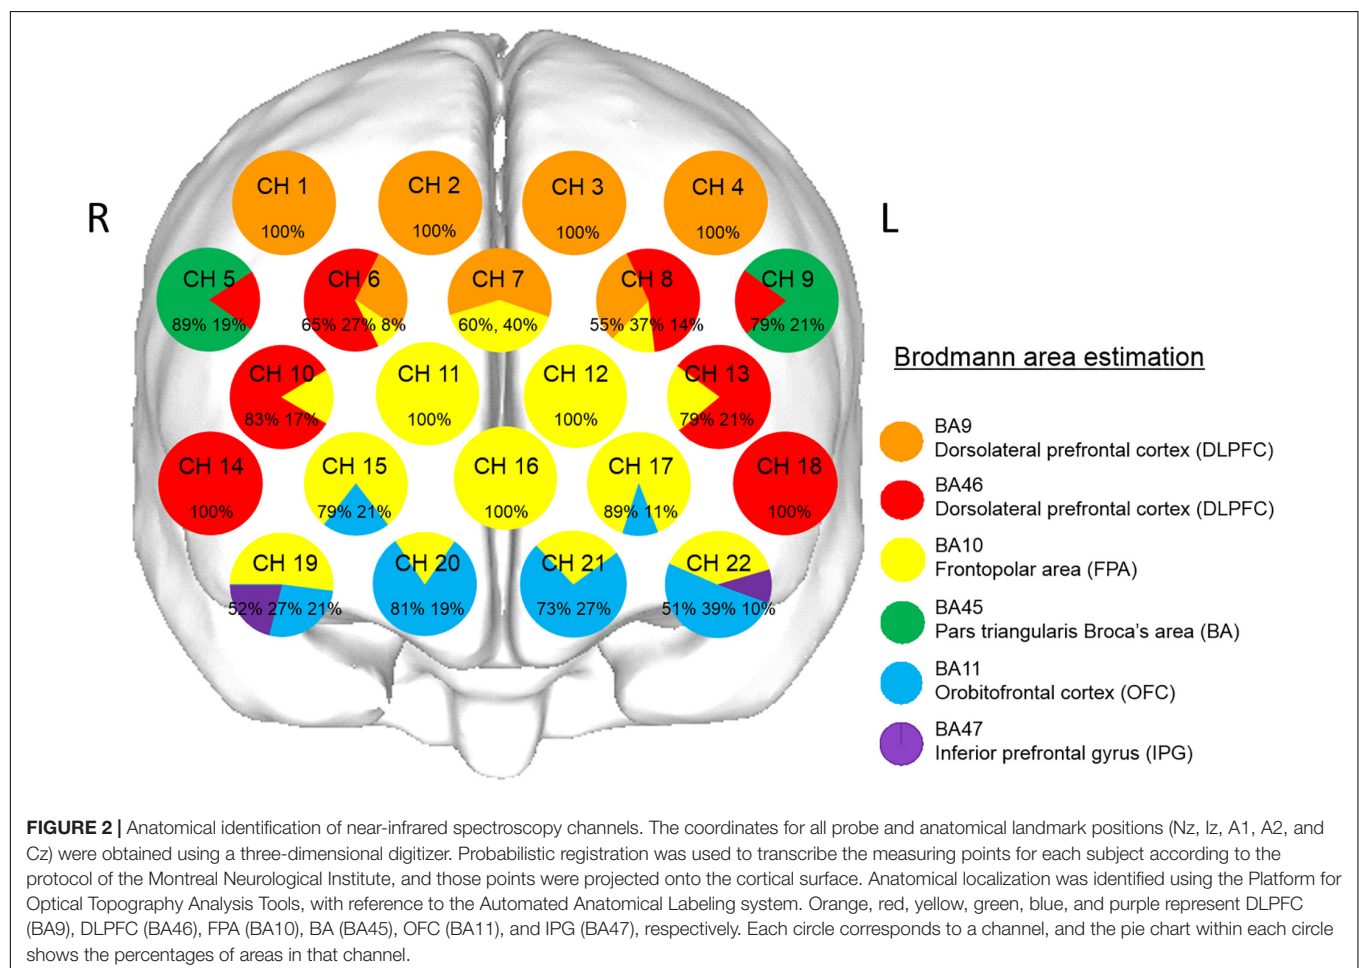 CH 1
100%
CH 2
100%
CH 3
100%
CH 4
100%
R
L
CH 5
89% 19%
CH 6
65% 27% 8%
CH 7
60%, 40%
CH 8
55% 37% 14%
CH 9
79% 21%
CH 10
83% 17%
CH 11
100%
CH 12
100%
CH 13
79% 21%
CH 14
100%
CH 15
79% 21%
CH 16
100%
CH 17
89% 11%
CH 18
100%
CH 19
52% 27% 21%
CH 20
81% 19%
CH 21
73% 27%
CH 22
51% 39% 10%
Brodmann area estimation
BA9
Dorsolateral prefrontal cortex (DLPFC)
BA46
Dorsolateral prefrontal cortex (DLPFC)
BA10
Frontopolar area (FPA)
BA45
Pars triangularis Broca's area (BA)
BA11
Orobitofrontal cortex (OFC)
BA47
Inferior prefrontal gyrus (IPG)
FIGURE 2 | Anatomical identification of near-infrared spectroscopy channels. The coordinates for all probe and anatomical landmark positions (Nz, Iz, A1, A2, and
Cz) were obtained using a three-dimensional digitizer. Probabilistic registration was used to transcribe the measuring points for each subject according to the
protocol of the Montreal Neurological Institute, and those points were projected onto the cortical surface. Anatomical localization was identified using the Platform for
Optical Topography Analysis Tools, with reference to the Automated Anatomical Labeling system. Orange, red, yellow, green, blue, and purple represent DLPFC
(BA9), DLPFC (BA46), FPA (BA10), BA (BA45), OFC (BA11), and IPG (BA47), respectively. Each circle corresponds to a channel, and the pie chart within each circle
shows the percentages of areas in that channel.